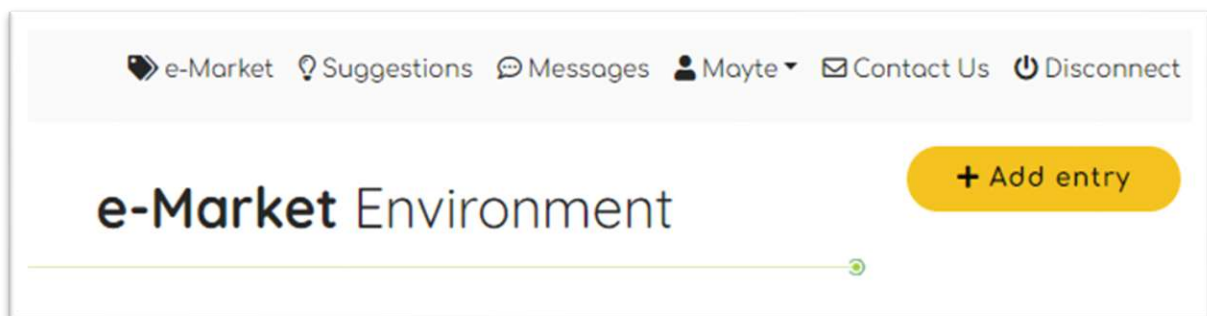 e-Market Suggestions Messages Mayte Contact Us Disconnect
+ Add entry
e-Market Environment